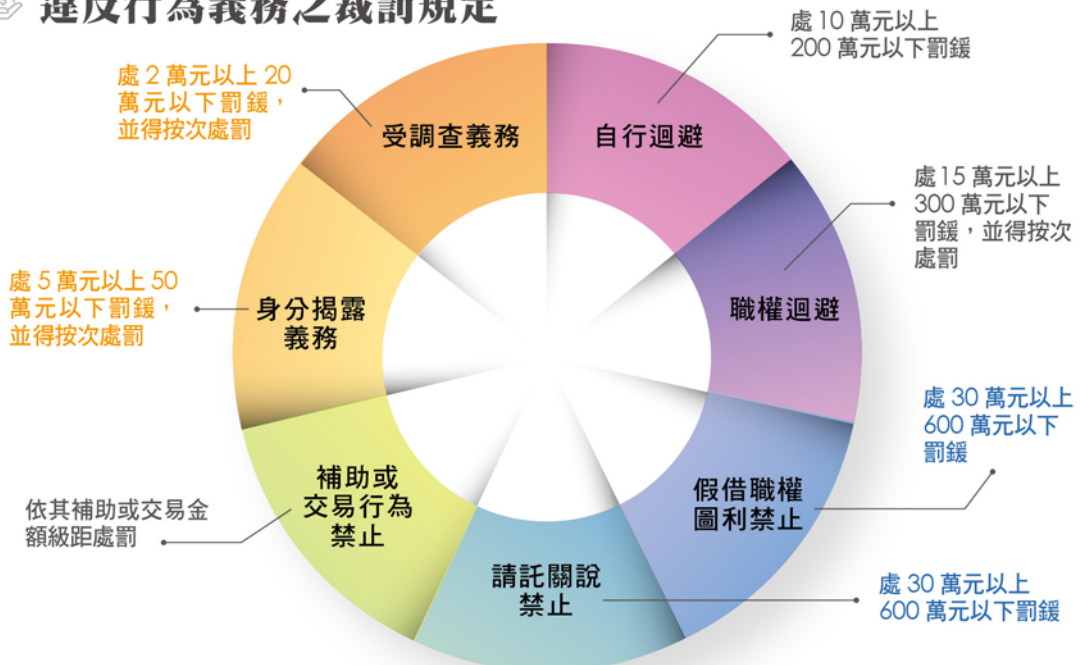 違反行為義務之裁罰規定
處 10 萬元以上
200 萬元以下罰鍰
自行迴避
處 15 萬元以上
300 萬元以下
罰鍰，並得按次
處罰
職權迴避
處 30 萬元以上
600 萬元以下
罰鍰
假借職權
圖利禁止
處 30 萬元以上
600 萬元以下罰鍰
請託關說
禁止
依其補助或交易金
額級距處罰
補助或
交易行為
禁止
處 5 萬元以上 50
萬元以下罰鍰，
並得按次處罰
身分揭露
義務
處 2 萬元以上 20
萬元以下罰鍰，
並得按次處罰
受調查義務